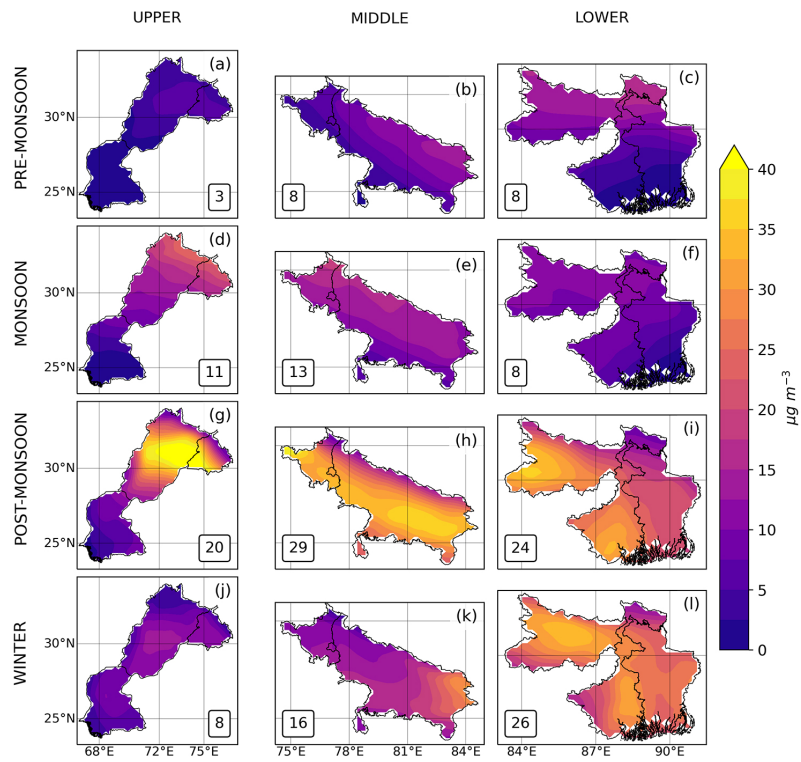 UPPER MIDDLE LOWER
PRE-MONSOON
(a) (b) (c)
30°N
25°N
3 8 8
MONSOON
(d) (e) (f)
30°N
25°N
11 13 8
POST-MONSOON
(g) (h) (i)
30°N
25°N
20 29 24
WINTER
(j) (k) (l)
30°N
25°N
8 16 26
68°E 72°E 75°E 75°E 78°E 81°E 84°E 84°E 87°E 90°E
40
35
30
25
20
15
10
5
0
μg m⁻³